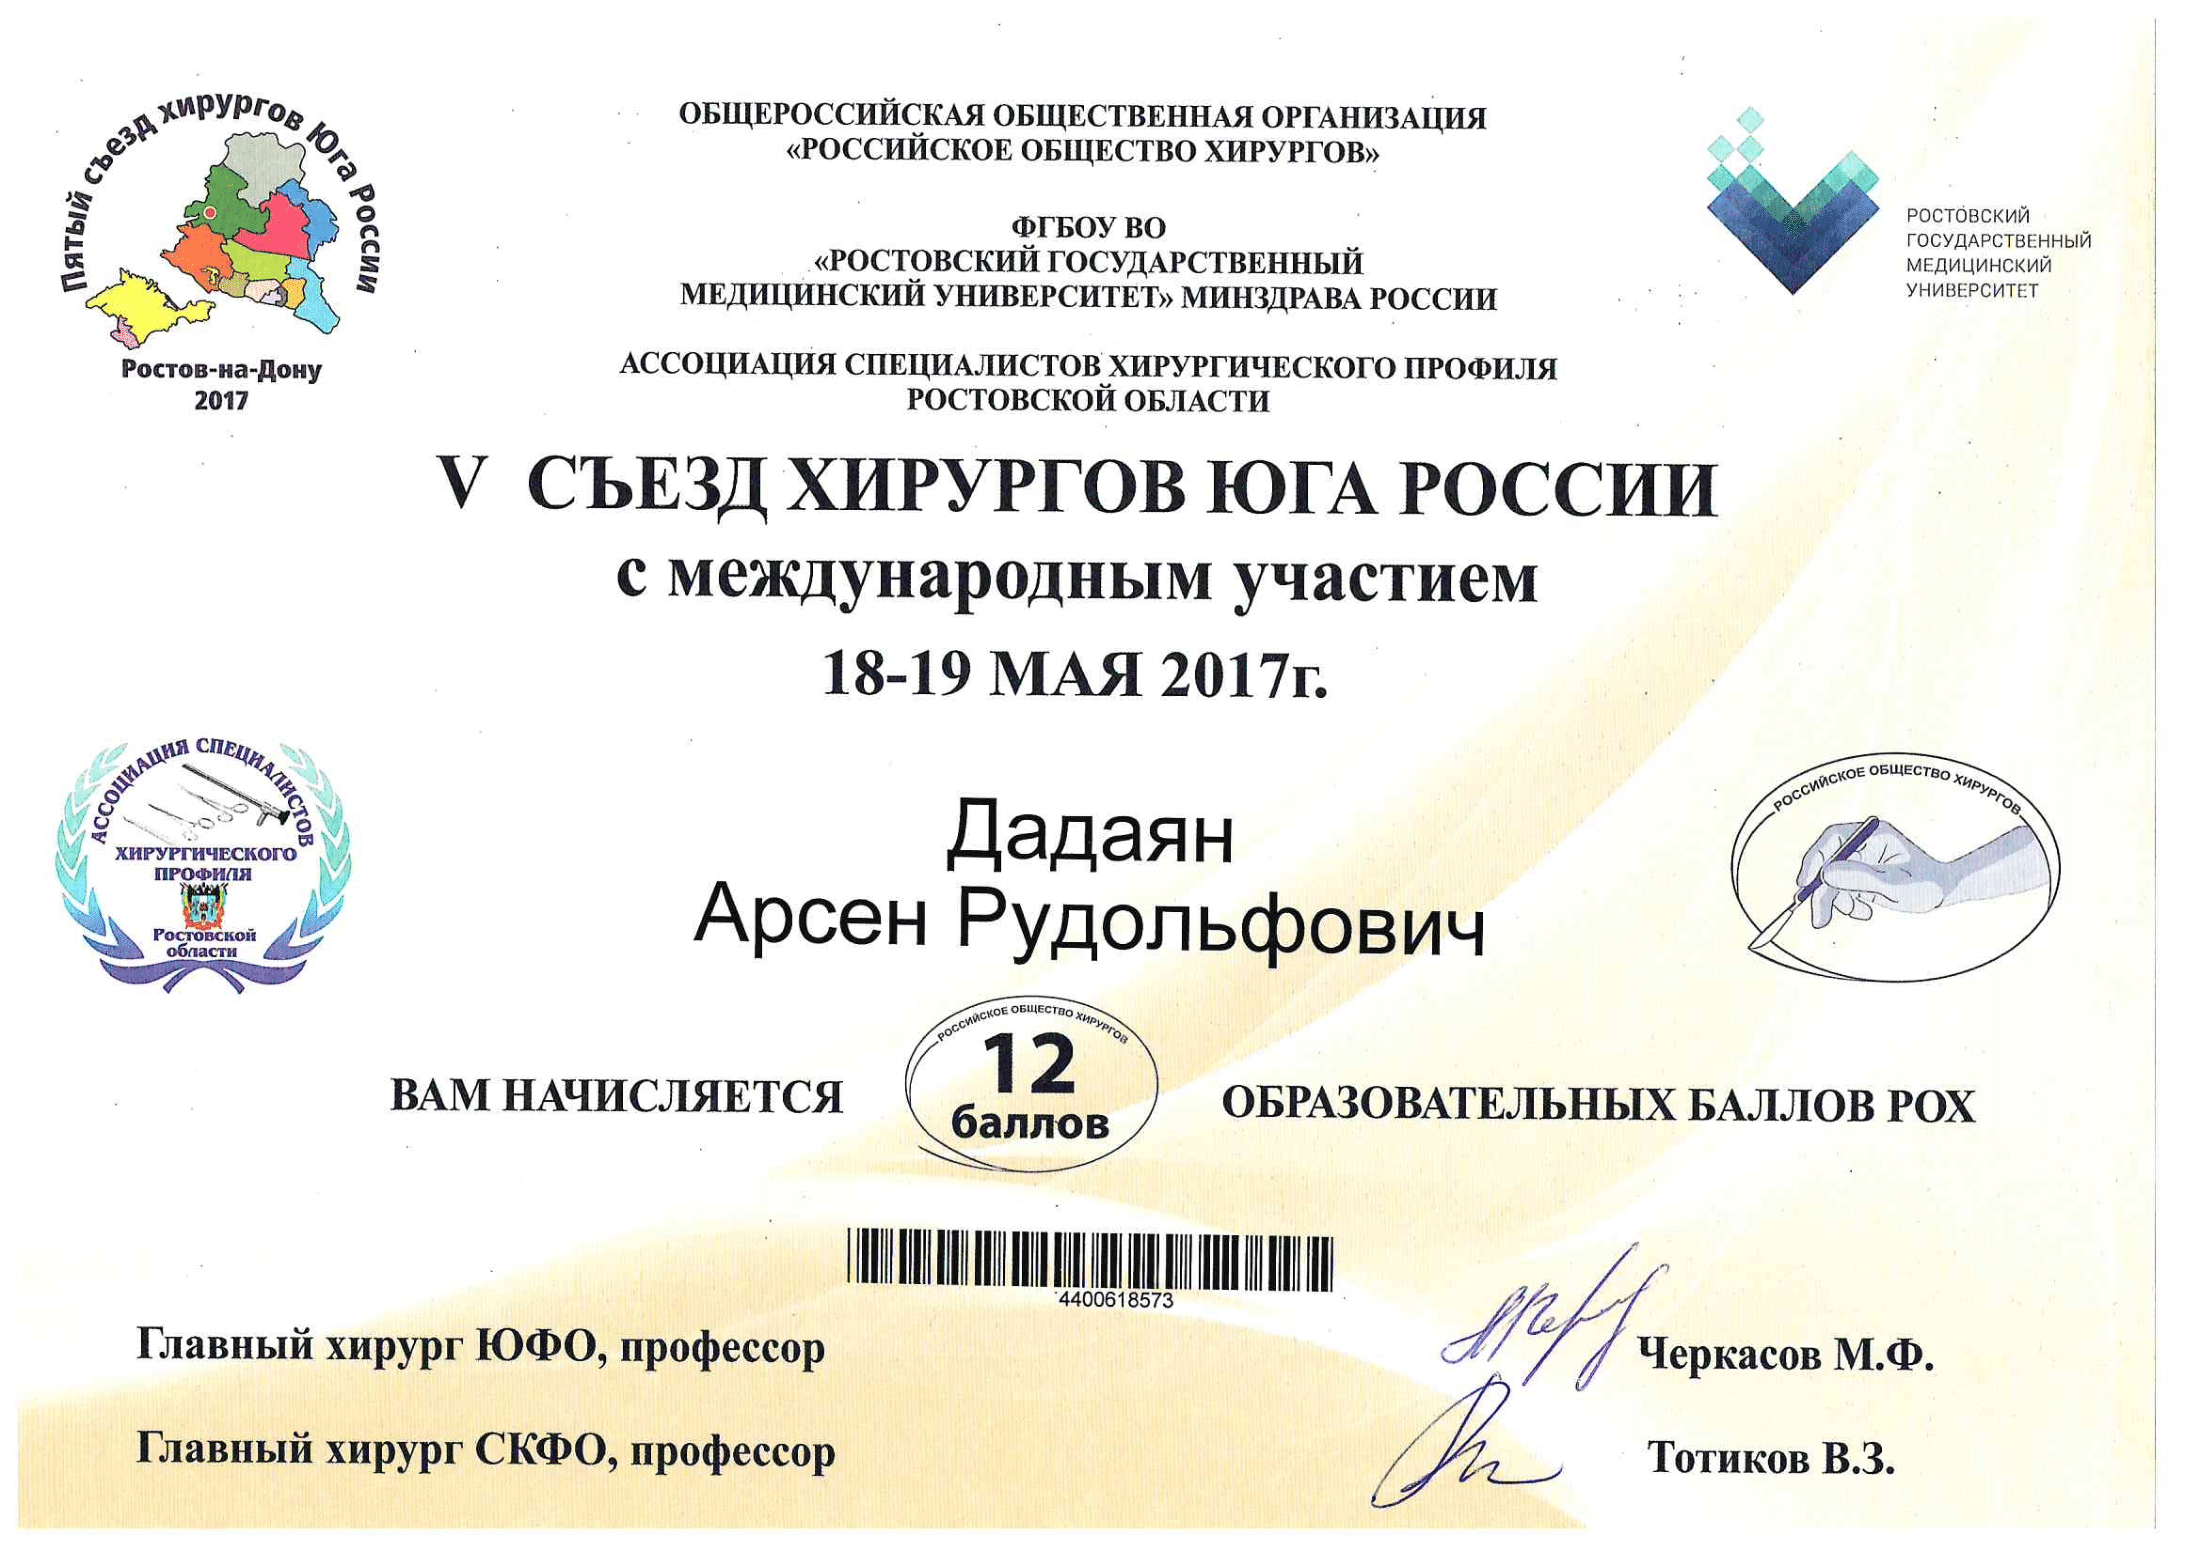 Пятый съезд хирургов Юга России
Ростов-на-Дону
2017
ОБЩЕРОССИЙСКАЯ ОБЩЕСТВЕННАЯ ОРГАНИЗАЦИЯ
«РОССИЙСКОЕ ОБЩЕСТВО ХИРУРГОВ»
ФГБОУ ВО
«РОСТОВСКИЙ ГОСУДАРСТВЕННЫЙ
МЕДИЦИНСКИЙ УНИВЕРСИТЕТ» МИНЗДРАВА РОССИИ
АССОЦИАЦИЯ СПЕЦИАЛИСТОВ ХИРУРГИЧЕСКОГО ПРОФИЛЯ
РОСТОВСКОЙ ОБЛАСТИ
РОСТОВСКИЙ
ГОСУДАРСТВЕННЫЙ
МЕДИЦИНСКИЙ
УНИВЕРСИТЕТ
V СЪЕЗД ХИРУРГОВ ЮГА РОССИИ
с международным участием
18-19 МАЯ 2017г.
АССОЦИАЦИЯ СПЕЦИАЛИСТОВ
ХИРУРГИЧЕСКОГО
ПРОФИЛЯ
Ростовской
области
Дадаян
Арсен Рудольфович
РОССИЙСКОЕ ОБЩЕСТВО ХИРУРГОВ
ВАМ НАЧИСЛЯЕТСЯ
РОССИЙСКОЕ ОБЩЕСТВО ХИРУРГОВ
12
баллов
ОБРАЗОВАТЕЛЬНЫХ БАЛЛОВ РОХ
4400618573
Главный хирург ЮФО, профессор
Черкасов М.Ф.
Главный хирург СКФО, профессор
Тотиков В.З.